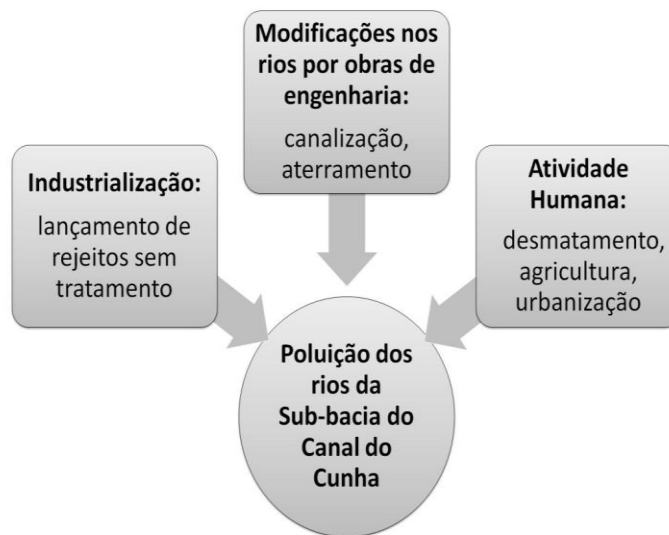 Modificações nos
rios por obras de
engenharia:
canalização,
aterramento
Industrialização:
lançamento de
rejeitos sem
tratamento
Atividade
Humana:
desmatamento,
agricultura,
urbanização
Poluição dos
rios da
Sub-bacia do
Canal do
Cunha